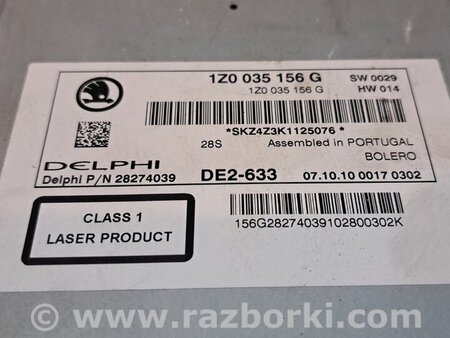 1Z0 035 156 G SW 0029
1Z0 035 156 G HW 014
*SKZ4Z3K1125076*
28S Assembled in PORTUGAL
DELPHI BOLERO
Delphi P/N 28274039 DE2-633 07.10.10 0017 0302
CLASS 1
LASER PRODUCT
156G28274039102800302K
© www.razborki.com